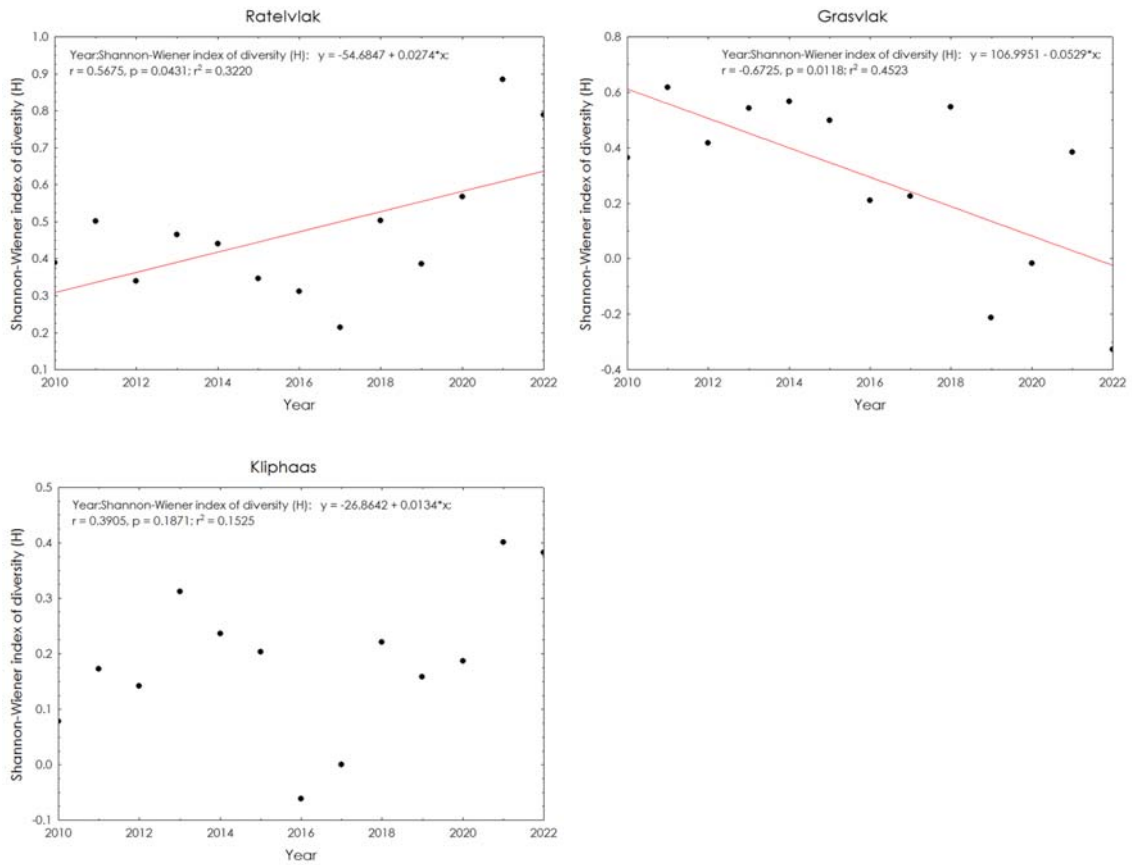 Ratelvlak
Year:Shannon-Wiener index of diversity (H): y = -54.6847 + 0.0274*x;
r = 0.5675, p = 0.0431; r² = 0.3220
Shannon-Wiener index of diversity (H)
1.0
0.9
0.8
0.7
0.6
0.5
0.4
0.3
0.2
0.1
2010 2012 2014 2016 2018 2020 2022
Year
Grasvlak
Year:Shannon-Wiener index of diversity (H): y = 106.9951 - 0.0529*x;
r = -0.6725, p = 0.0118; r² = 0.4523
Shannon-Wiener index of diversity (H)
0.8
0.6
0.4
0.2
0.0
-0.2
-0.4
2010 2012 2014 2016 2018 2020 2022
Year
Kliphaas
Year:Shannon-Wiener index of diversity (H): y = -26.8642 + 0.0134*x;
r = 0.3905, p = 0.1871; r² = 0.1525
Shannon-Wiener index of diversity (H)
0.5
0.4
0.3
0.2
0.1
0.0
-0.1
2010 2012 2014 2016 2018 2020 2022
Year